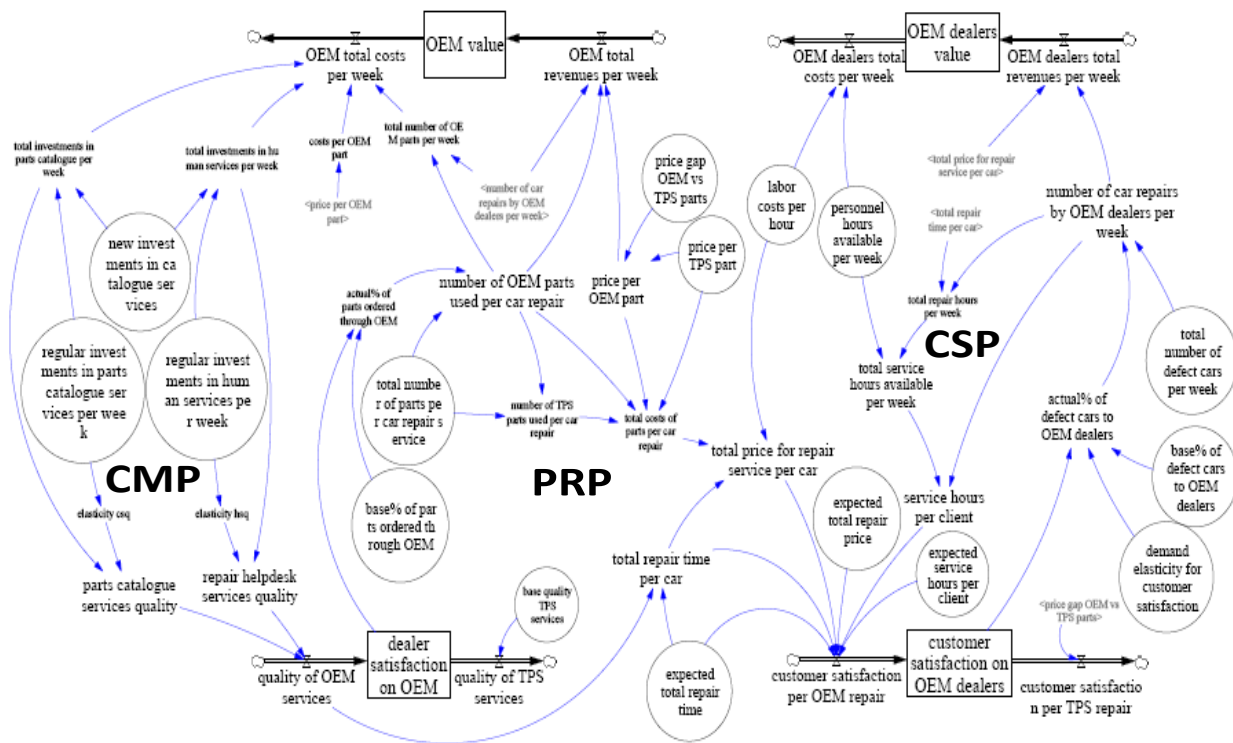 OEM value
OEM total costs
per week
OEM total
revenues per week
OEM dealers
value
OEM dealers total
costs per week
OEM dealers total
revenues per week
total investments in
parts catalogue per
week
total investments in hu
man services per week
costs per OEM
part
total number of OE
M parts per week
<price per OEM
part>
<number of car
repairs by OEM
dealers per week>
price gap
OEM vs
TPS parts
price per
TPS part
labor
costs per
hour
personnel
hours
available
per week
<total price for repair
service per car>
<total repair
time per car>
number of car repairs
by OEM dealers per
week
new invest
ments in ca
talogue ser
vices
actual% of
parts ordered
through OEM
number of OEM parts
used per car repair
price per
OEM part
total repair hours
per week
CSP
total
number of
defect cars
per week
regular invest
ments in parts
catalogue ser
vices per wee
k
regular invest
ments in hum
an services pe
r week
total numbe
r of parts pe
r car repair s
ervice
number of TPS
parts used per car
repair
total costs of
parts per car
repair
total service
hours available
per week
actual% of
defect cars to
OEM dealers
CMP
PRP
total price for repair
service per car
base% of
defect cars
to OEM
dealers
elasticity csq
elasticity hsq
base% of par
ts ordered th
rough OEM
expected
total repair
price
service hours
per client
parts catalogue
services quality
repair helpdesk
services quality
total repair time
per car
expected
service
hours per
client
demand
elasticity for
customer
satisfaction
base quality
TPS
services
<price gap OEM vs
TPS parts>
dealer
satisfaction
on OEM
quality of OEM
services
quality of TPS
services
expected
total repair
time
customer
satisfaction on
OEM dealers
customer satisfaction
per OEM repair
customer satisfactio
n per TPS repair